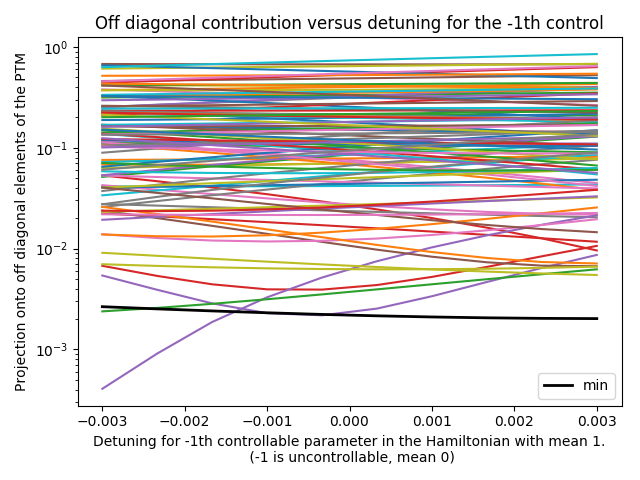 Off diagonal contribution versus detuning for the -1th control
Projection onto off diagonal elements of the PTM
10⁰
10⁻¹
10⁻²
10⁻³
min
−0.003 −0.002 −0.001 0.000 0.001 0.002 0.003
Detuning for -1th controllable parameter in the Hamiltonian with mean 1.
(-1 is uncontrollable, mean 0)